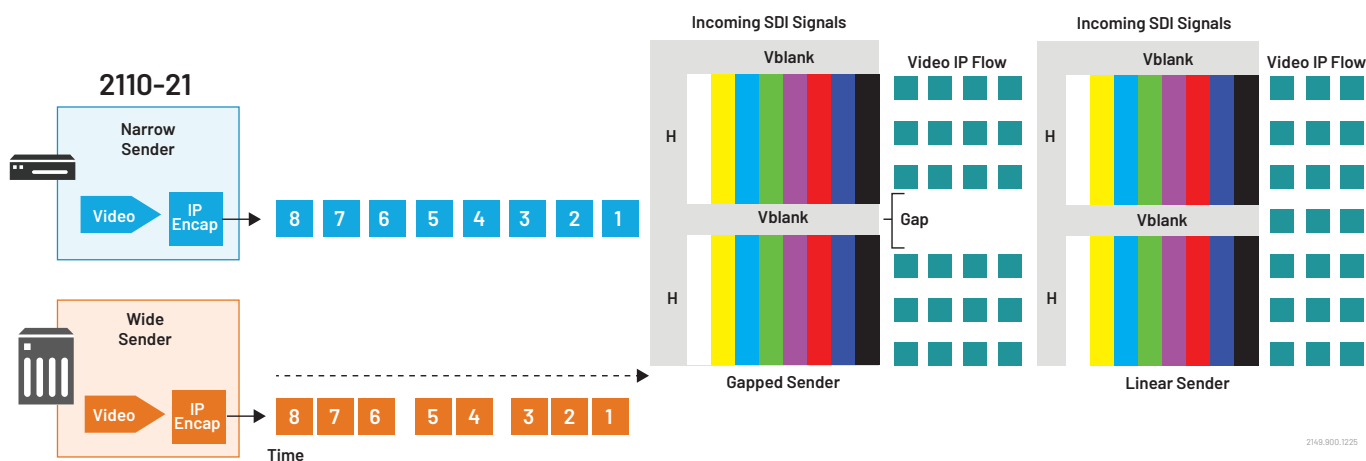 2110-21
Narrow
Sender
Video
IP
Encap
8 7 6 5 4 3 2 1
Wide
Sender
Video
IP
Encap
8 7 6 5 4 3 2 1
Time
Incoming SDI Signals
Vblank
Video IP Flow
H
Vblank
Gap
H
Gapped Sender
Incoming SDI Signals
Vblank
Video IP Flow
H
Vblank
H
Linear Sender
2149.900.1225